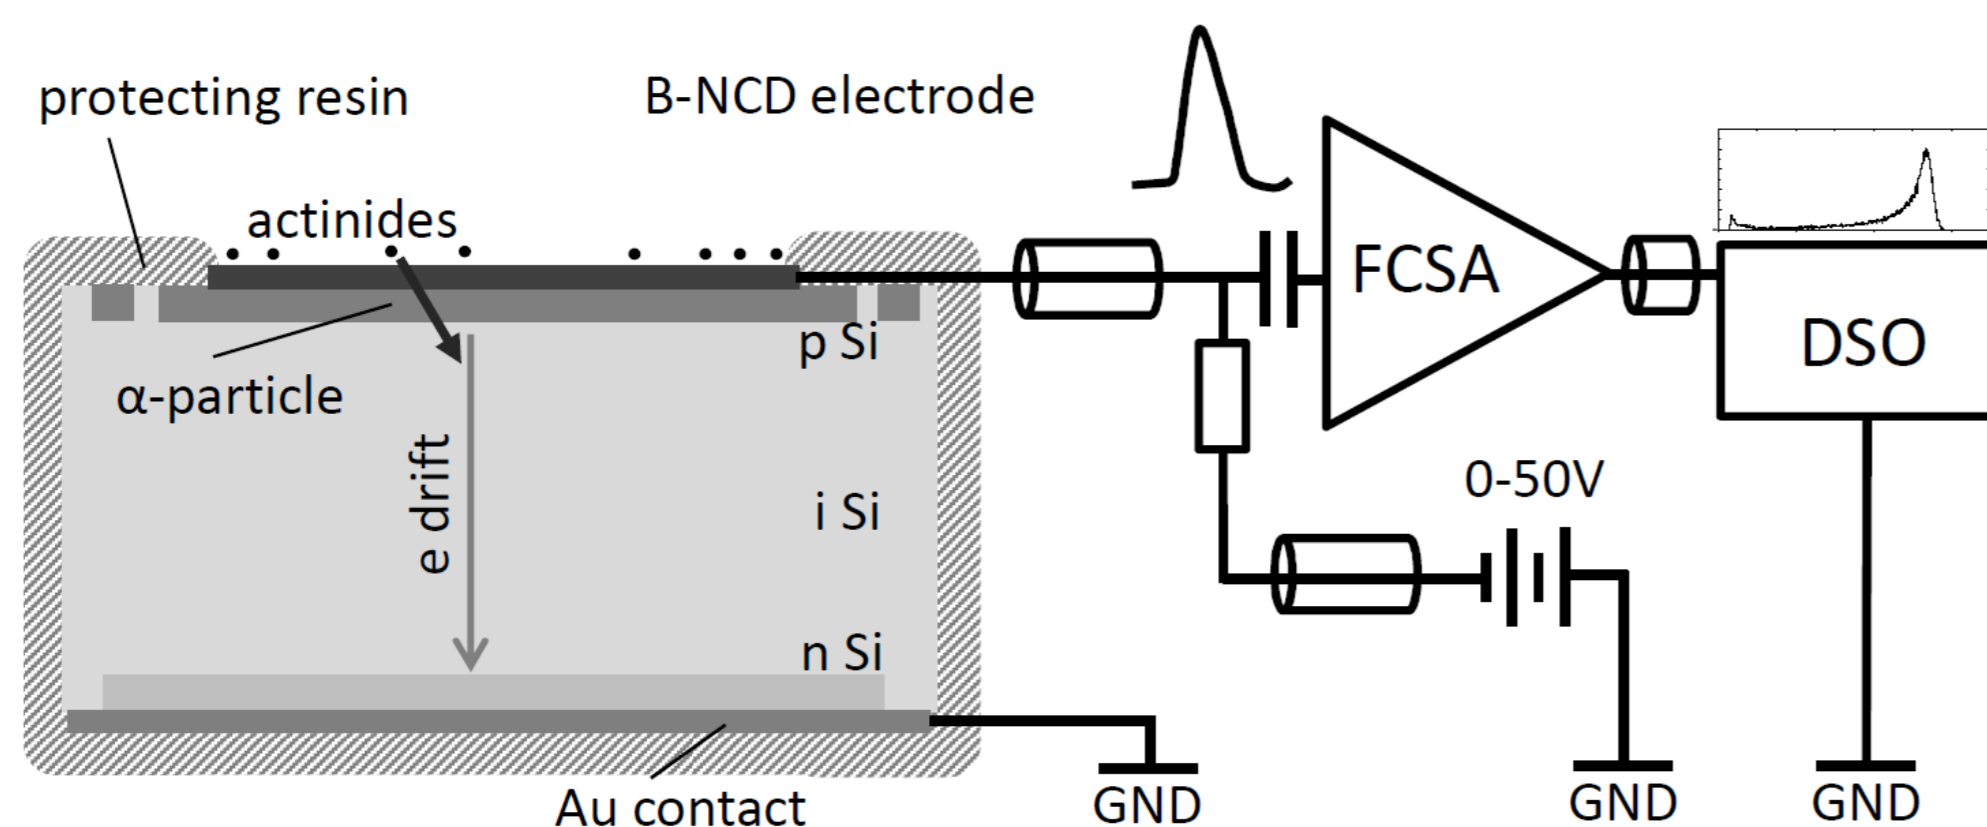 protecting resin
B-NCD electrode
actinides
FCSA
DSO
p Si
α-particle
e drift
i Si
0-50V
n Si
Au contact
GND
GND
GND